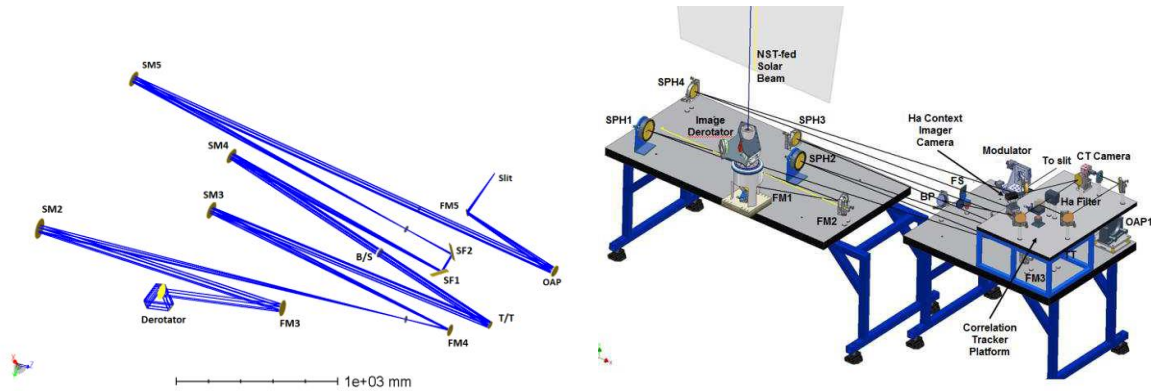 SM5
SM4
SM3
SM2
Slit
FM5
SF2
B/S
SF1
OAP
Derotator
FM3
T/T
FM4
1e+03 mm
NST-fed
Solar
Beam
SPH4
SPH1
Image
Derotator
SPH3
SPH2
Ha Context
Imager
Camera
Modulator
To slit
CT Camera
FS
BP
Ha Filter
FM1
FM2
OAP1
FM3
Correlation
Tracker
Platform